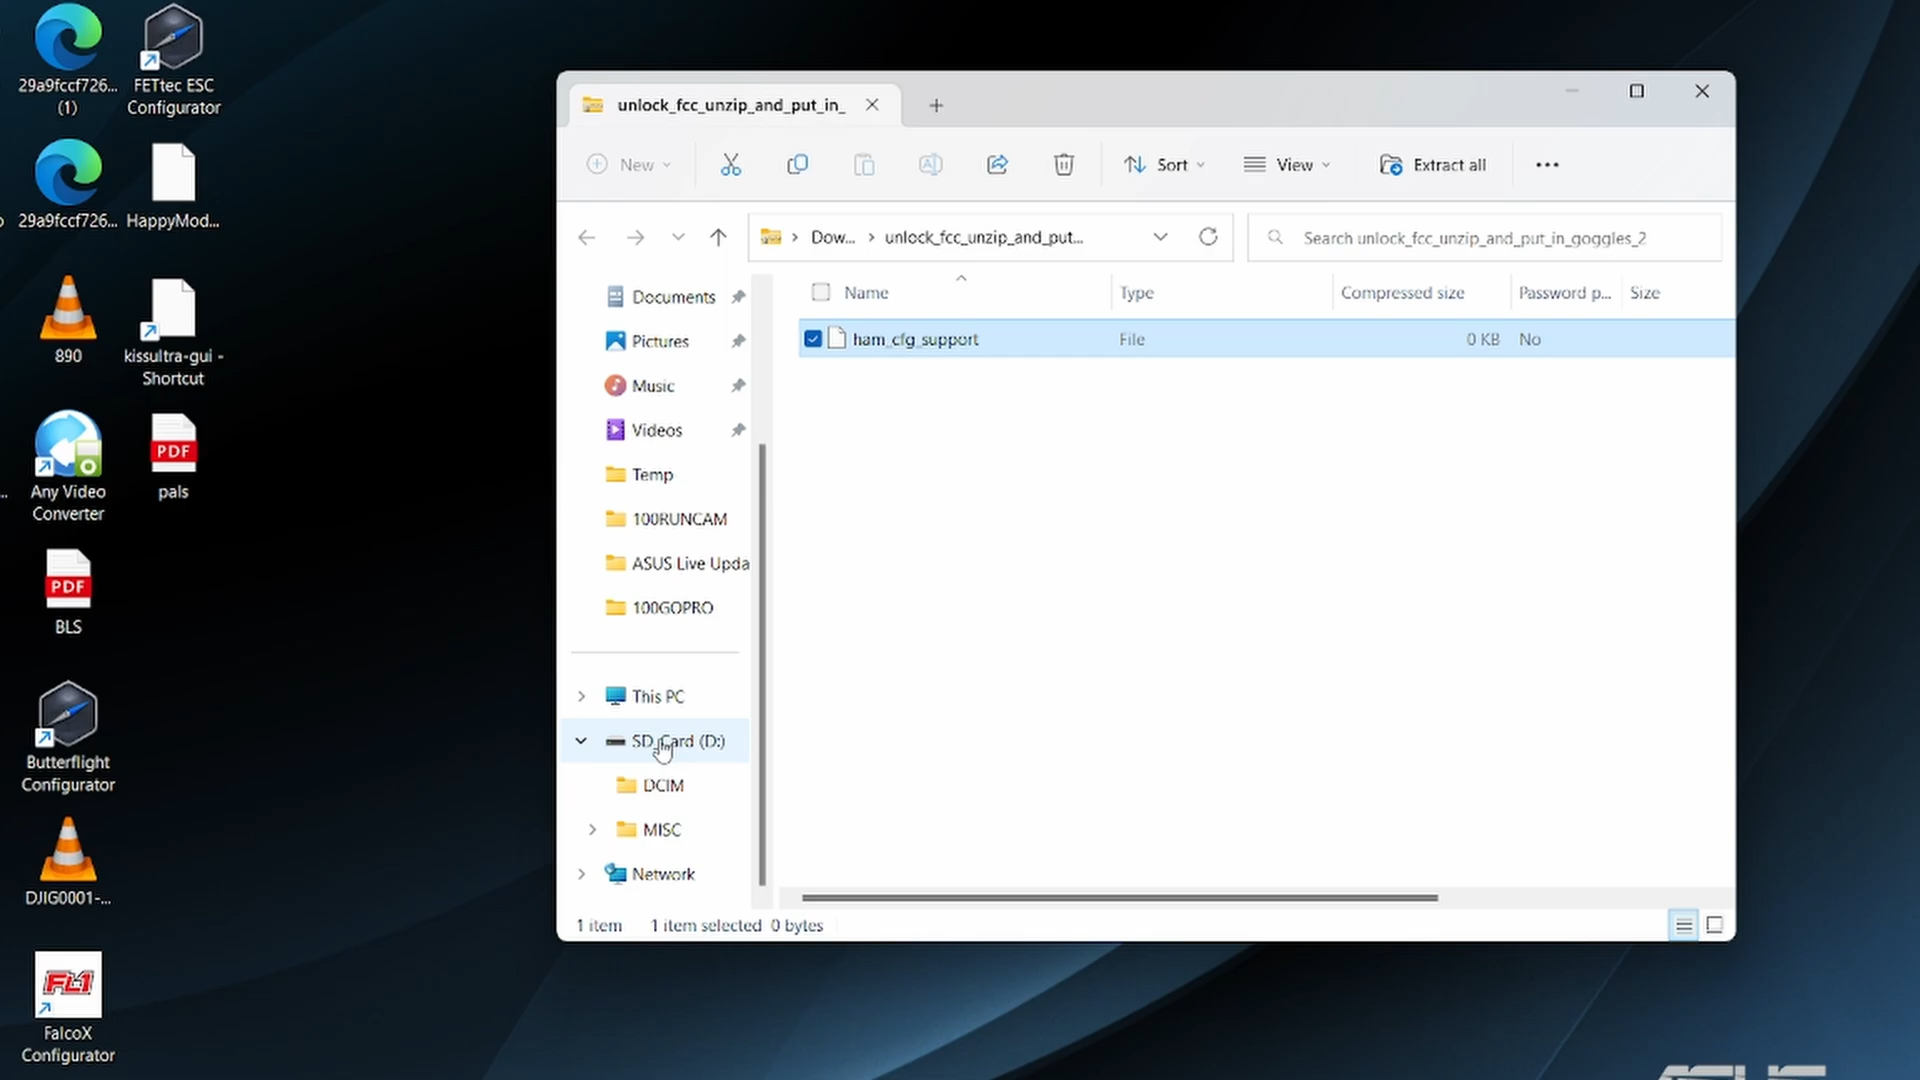 29a9fccf726...
(1)
FETtec ESC
Configurator
29a9fccf726...
HappyMod...
890
kissultra-gui -
Shortcut
Any Video
Converter
PDF
pals
PDF
BLS
Butterflight
Configurator
DJIG0001-...
FL1
FalcoX
Configurator
unlock_fcc_unzip_and_put_in_
New
Sort
View
Extract all
Dow...
unlock_fcc_unzip_and_put...
Search unlock_fcc_unzip_and_put_in_goggles_2
Documents
Pictures
Music
Videos
Temp
100RUNCAM
ASUS Live Upda
100GOPRO
This PC
SD Card (D:)
DCIM
MISC
Network
Name
Type
Compressed size
Password p...
Size
ham_cfg_support
File
0 KB
No
1 item
1 item selected
0 bytes